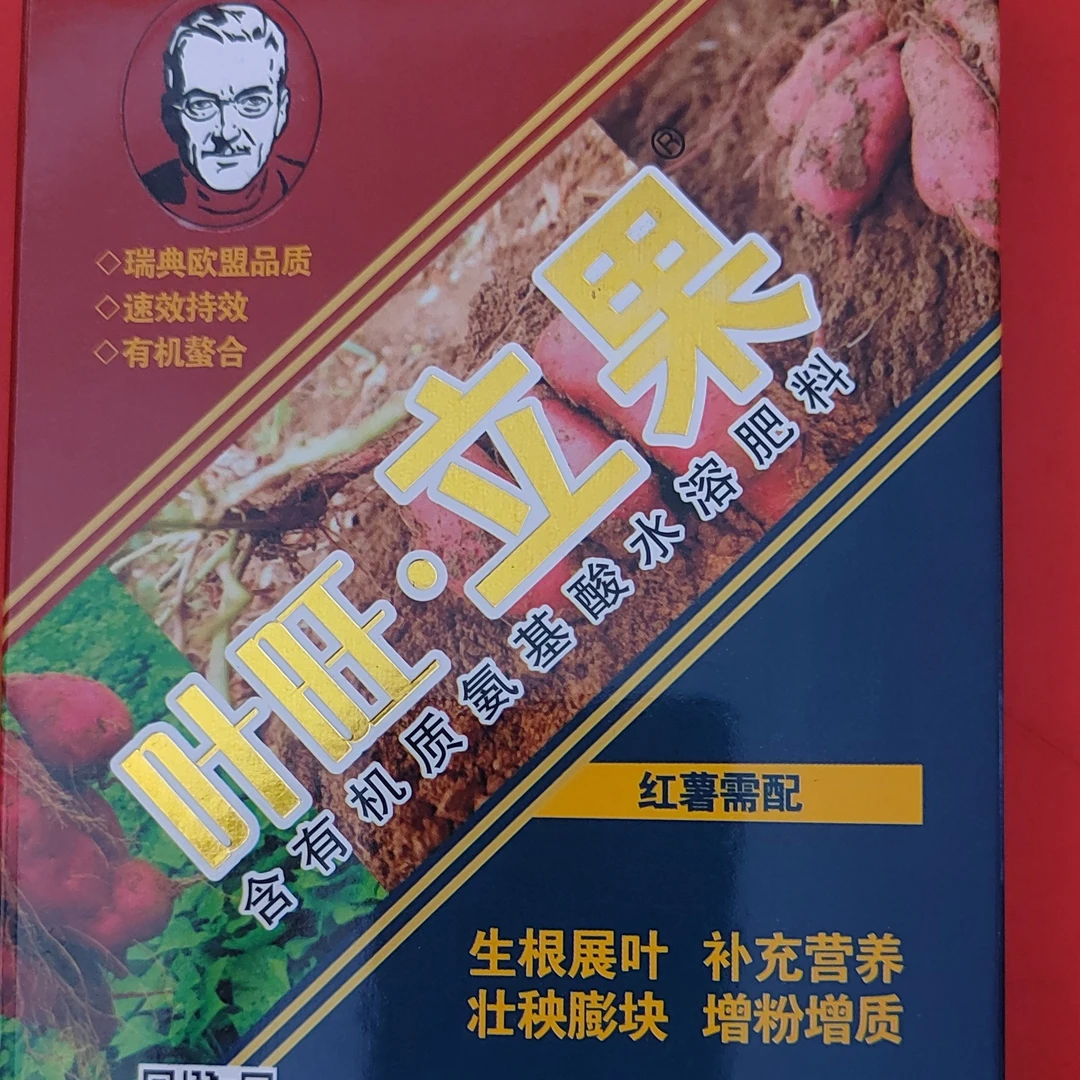 ◇瑞典欧盟品质
◇速效持效
◇有机螯合
叶旺·立果®
含有机质氨基酸水溶肥料
红薯需配
生根展叶 补充营养
壮秧膨块 增粉增质